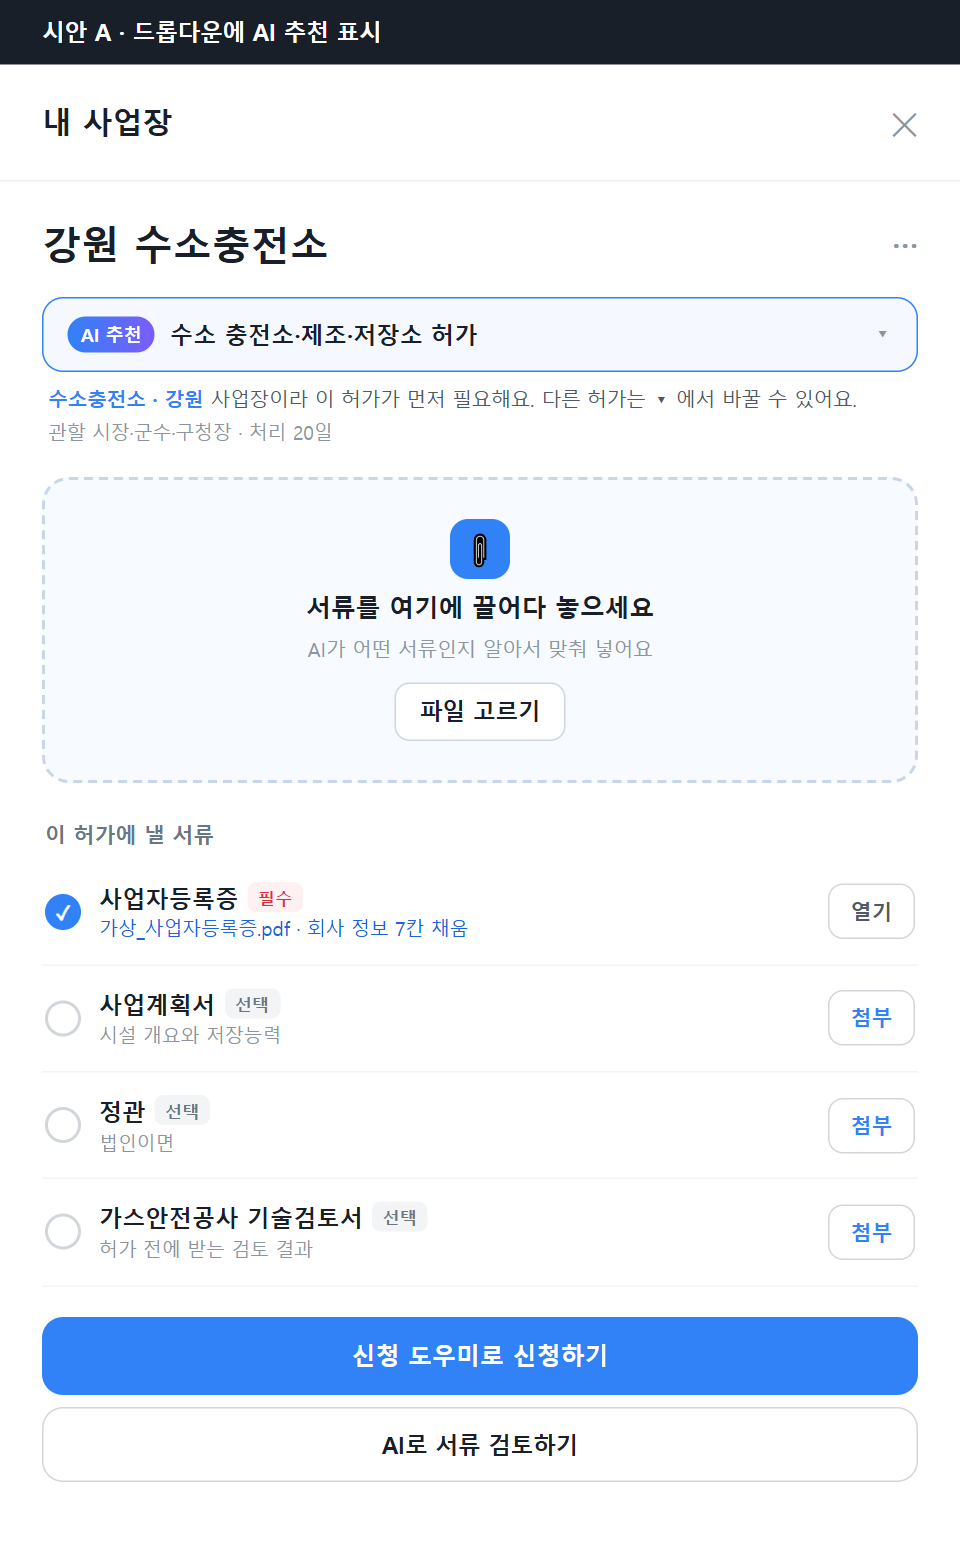 시안 A · 드롭다운에 AI 추천 표시
내 사업장
강원 수소충전소
AI 추천 수소 충전소·제조·저장소 허가
수소충전소 · 강원 사업장이라 이 허가가 먼저 필요해요. 다른 허가는 ▼ 에서 바꿀 수 있어요.
관할 시장·군수·구청장 · 처리 20일
서류를 여기에 끌어다 놓으세요
AI가 어떤 서류인지 알아서 맞춰 넣어요
파일 고르기
이 허가에 낼 서류
사업자등록증 필수
가상_사업자등록증.pdf · 회사 정보 7칸 채움
열기
사업계획서 선택
시설 개요와 저장능력
첨부
정관 선택
법인이면
첨부
가스안전공사 기술검토서 선택
허가 전에 받는 검토 결과
첨부
신청 도우미로 신청하기
AI로 서류 검토하기